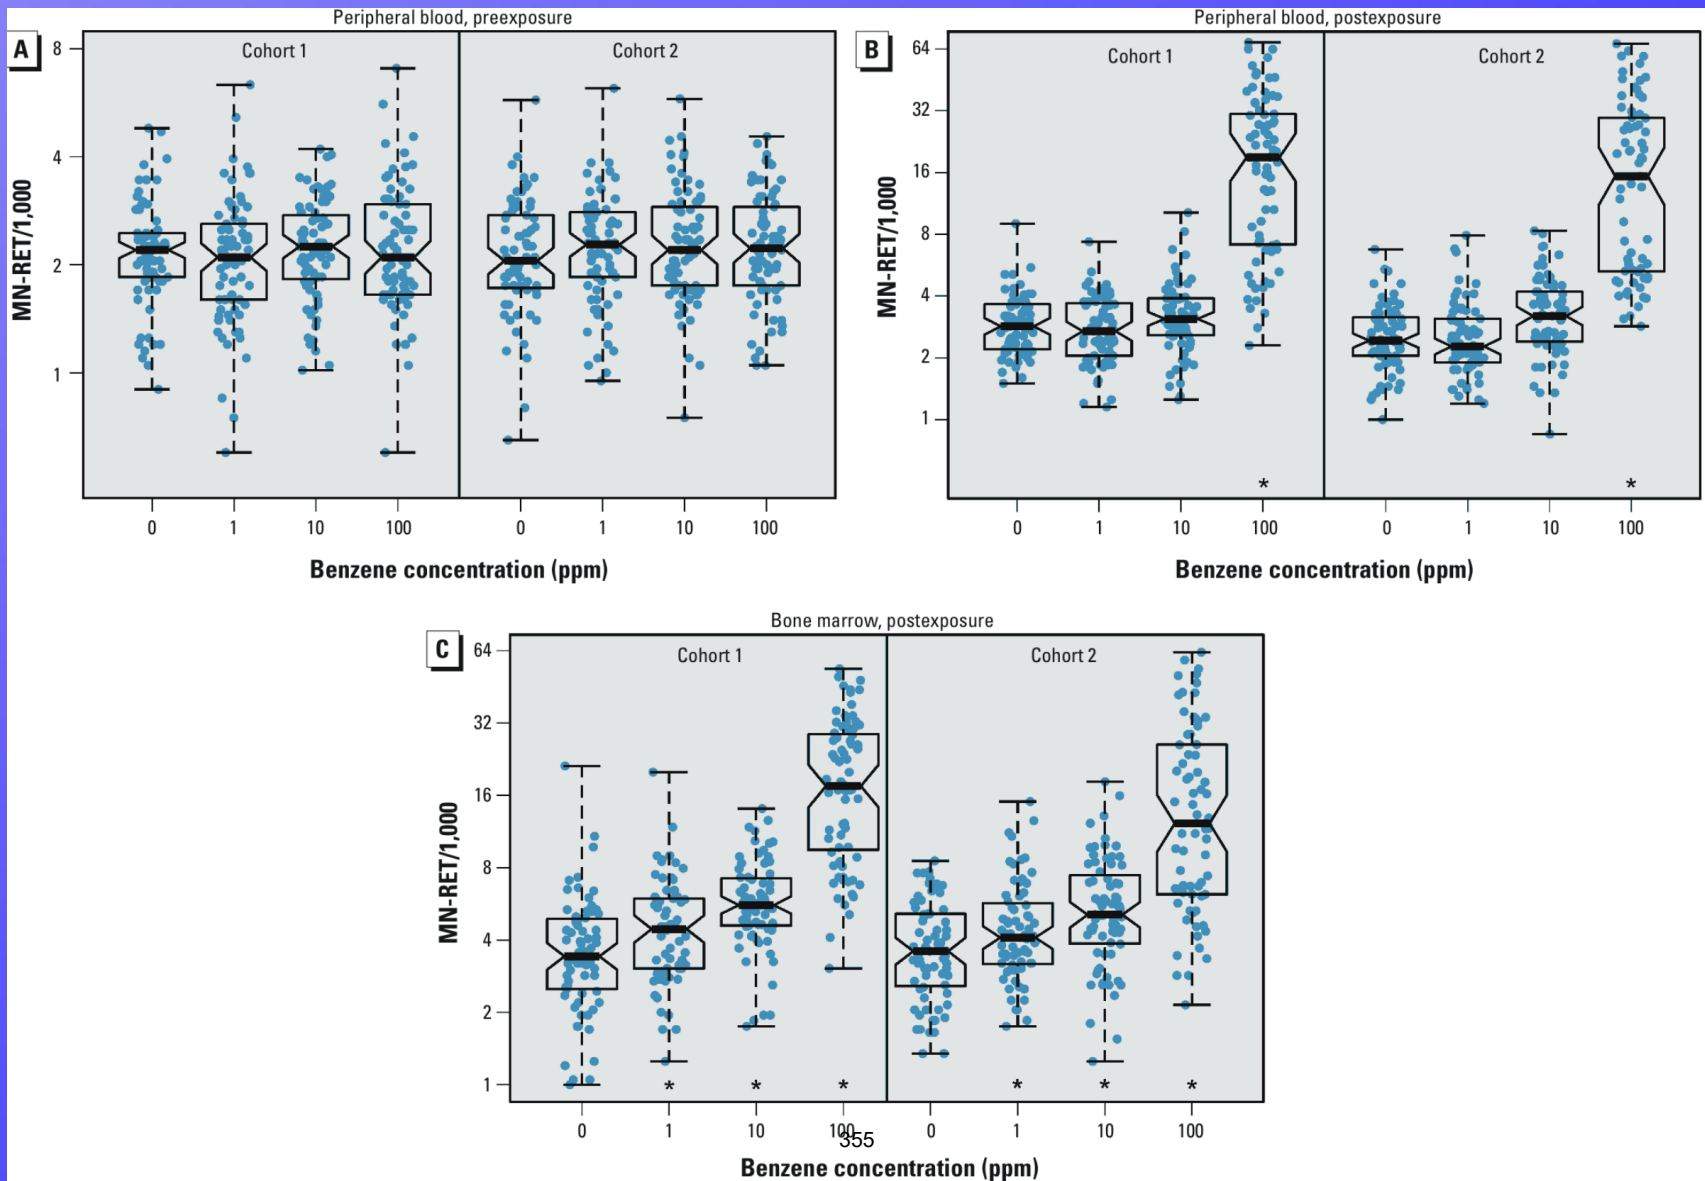 Peripheral blood, preexposure
A
Cohort 1
Cohort 2
8
4
2
1
MN-RET/1,000
0 1 10 100 0 1 10 100
Benzene concentration (ppm)
Peripheral blood, postexposure
B
Cohort 1
Cohort 2
64
32
16
8
4
2
1
MN-RET/1,000
* *
0 1 10 100 0 1 10 100
Benzene concentration (ppm)
Bone marrow, postexposure
C
Cohort 1
Cohort 2
64
32
16
8
4
2
1
MN-RET/1,000
* * * * * *
0 1 10 100 0 1 10 100
355
Benzene concentration (ppm)